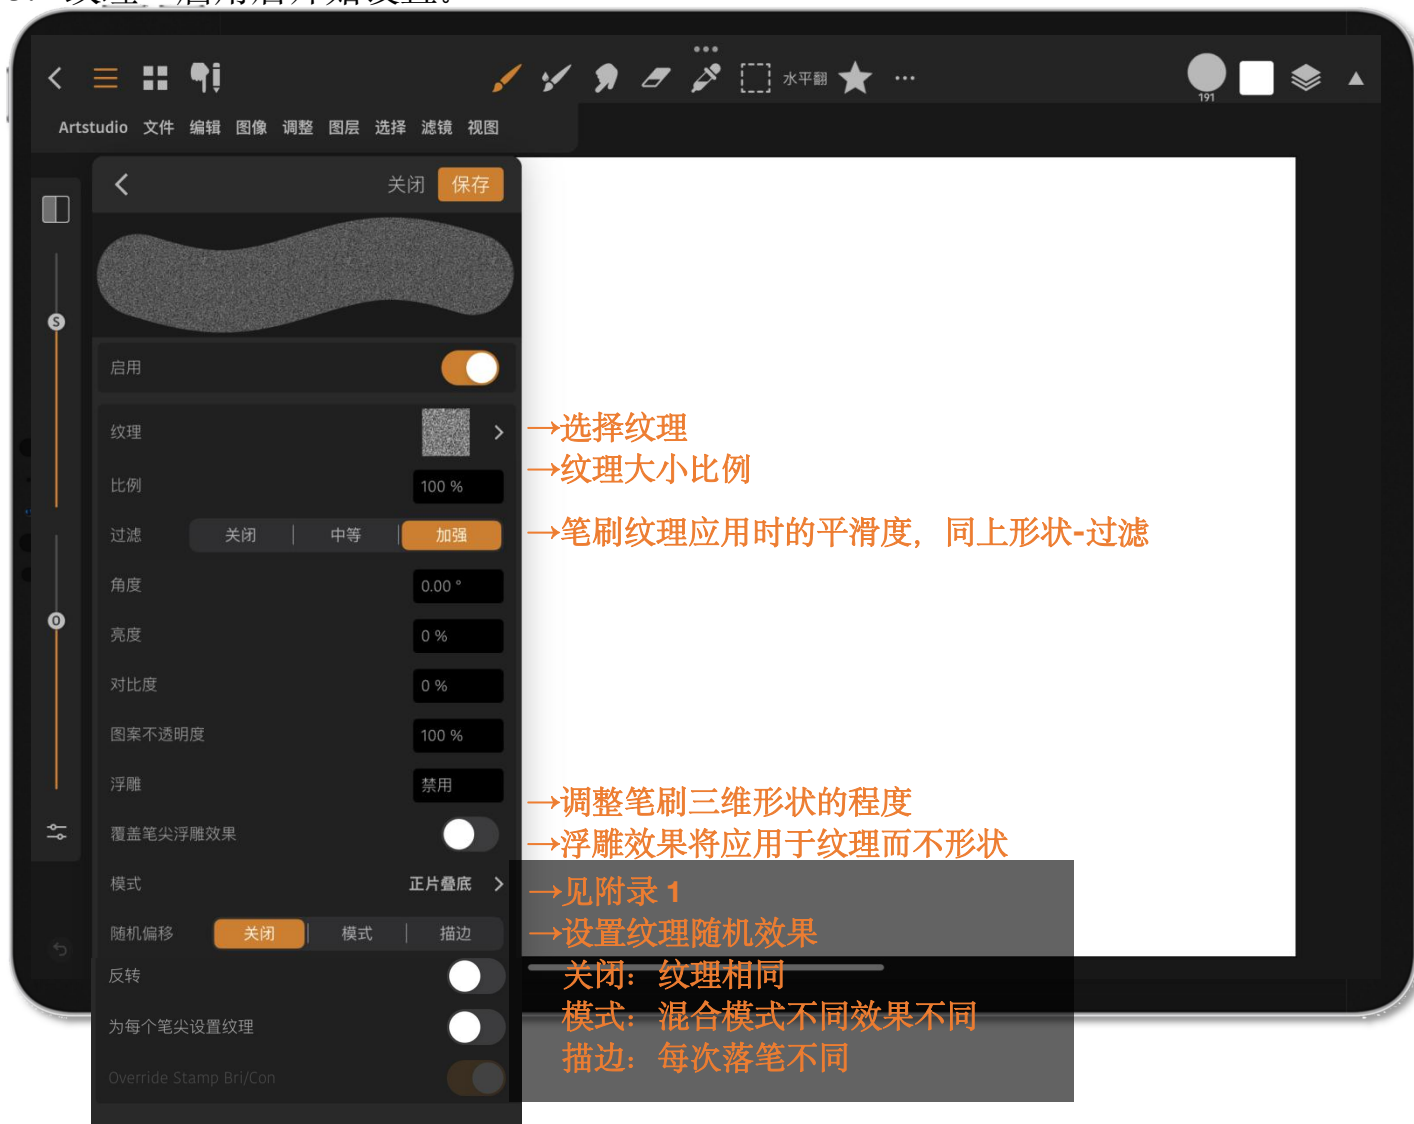 水平翻
191
Artstudio 文件 编辑 图像 调整 图层 选择 滤镜 视图
关闭 保存
S
启用
纹理
→选择纹理
比例 100 %
→纹理大小比例
过滤 关闭 中等 加强
→笔刷纹理应用时的平滑度，同上形状-过滤
角度 0.00 °
O
亮度 0 %
对比度 0 %
图案不透明度 100 %
浮雕 禁用
→调整笔刷三维形状的程度
覆盖笔尖浮雕效果
→浮雕效果将应用于纹理而不形状
模式 正片叠底
→见附录 1
随机偏移 关闭 模式 描边
→设置纹理随机效果
反转
关闭：纹理相同
为每个笔尖设置纹理
模式：混合模式不同效果不同
描边：每次落笔不同
Override Stamp Bri/Con